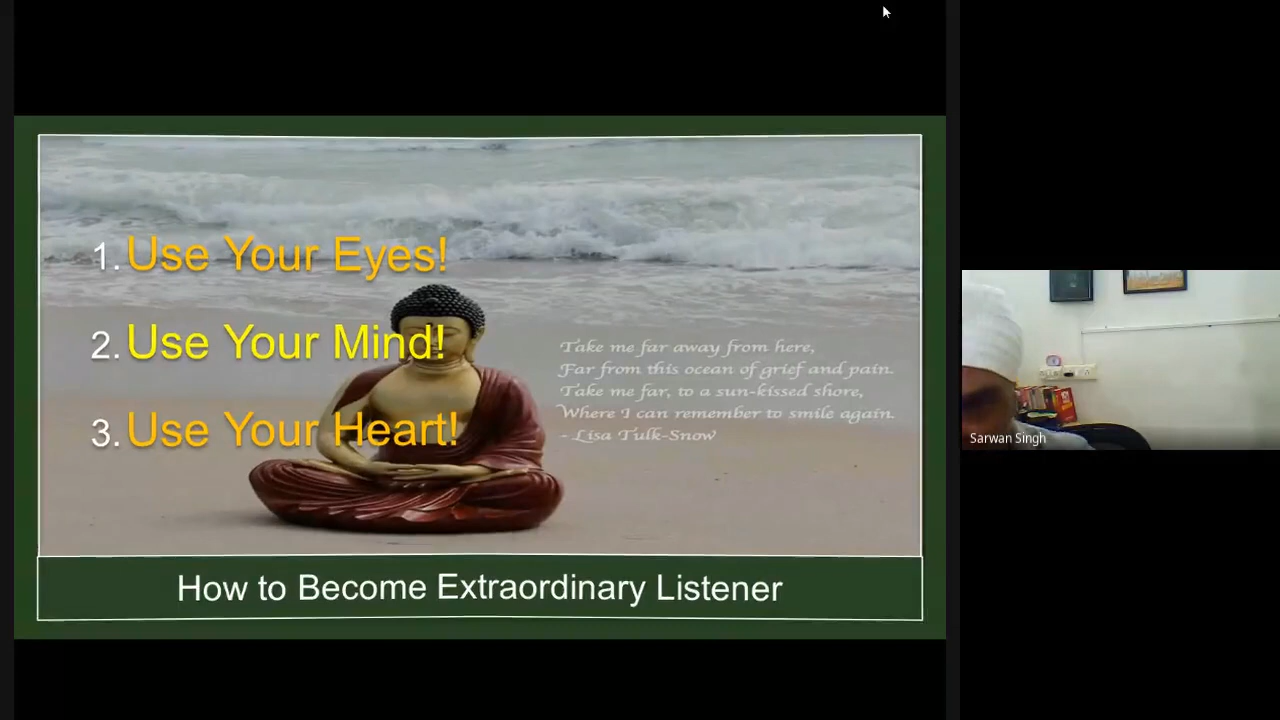 1. Use Your Eyes!
2. Use Your Mind!
3. Use Your Heart!
Take me far away from here,
Far from this ocean of grief and pain.
Take me far, to a sun-kissed shore,
Where I can remember to smile again.
- Lisa Tulk-Snow
How to Become Extraordinary Listener
Sarwan Singh